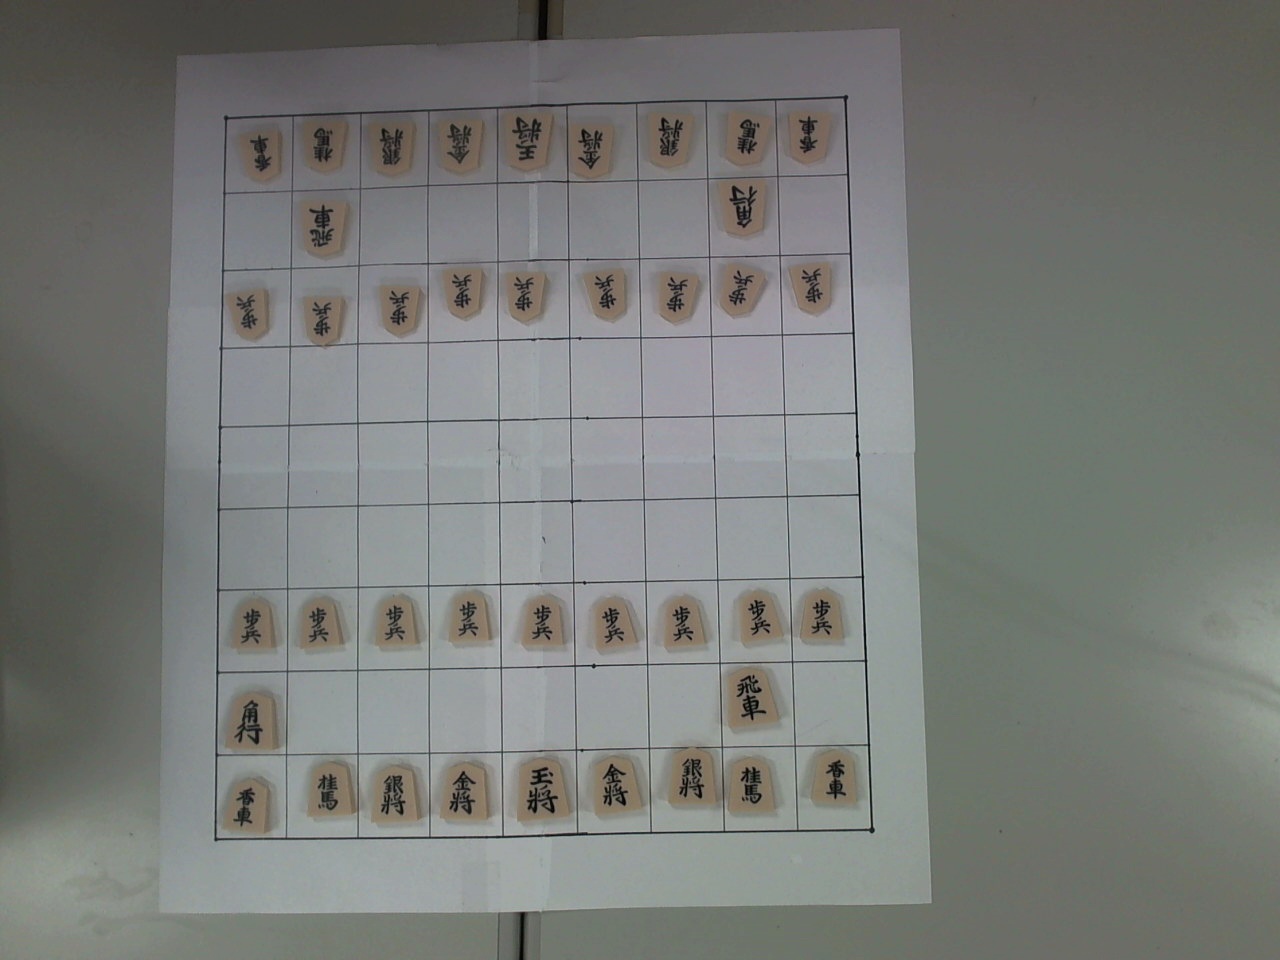 香車 桂馬 銀将 金将 王将 金将 銀将 桂馬 香車
飛車 角行
歩兵 歩兵 歩兵 歩兵 歩兵 歩兵 歩兵 歩兵 歩兵
歩兵 歩兵 歩兵 歩兵 歩兵 歩兵 歩兵 歩兵 歩兵
角行 飛車
香車 桂馬 銀将 金将 玉将 金将 銀将 桂馬 香車